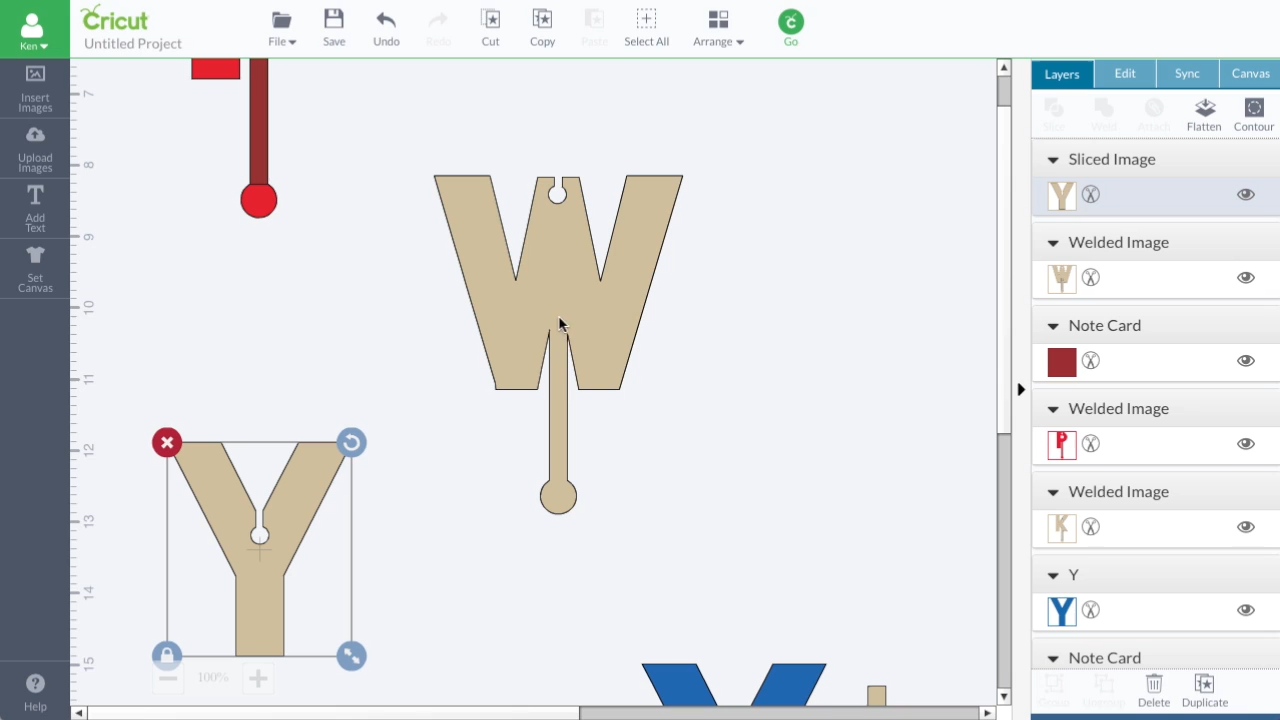 Cricut
Untitled Project
Ken
File
Save
Undo
Redo
Cut
Copy
Paste
Select All
Arrange
Go
Insert
Images
Upload
Images
Add
Text
Set
Canvas
Help
7
8
9
10
11
12
13
14
15
W
Y
100%
Layers
Edit
Sync
Canvas
Attach
Flatten
Contour
Sliced Image
Welded Image
Note Card
Welded Image
Welded Image
Y
Delete
Duplicate